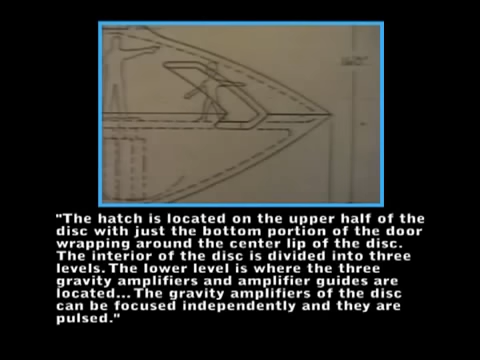 "The hatch is located on the upper half of the
disc with just the bottom portion of the door
wrapping around the center lip of the disc.
The interior of the disc is divided into three
levels. The lower level is where the three
gravity amplifiers and amplifier guides are
located... The gravity amplifiers of the disc
can be focused independently and they are
pulsed."